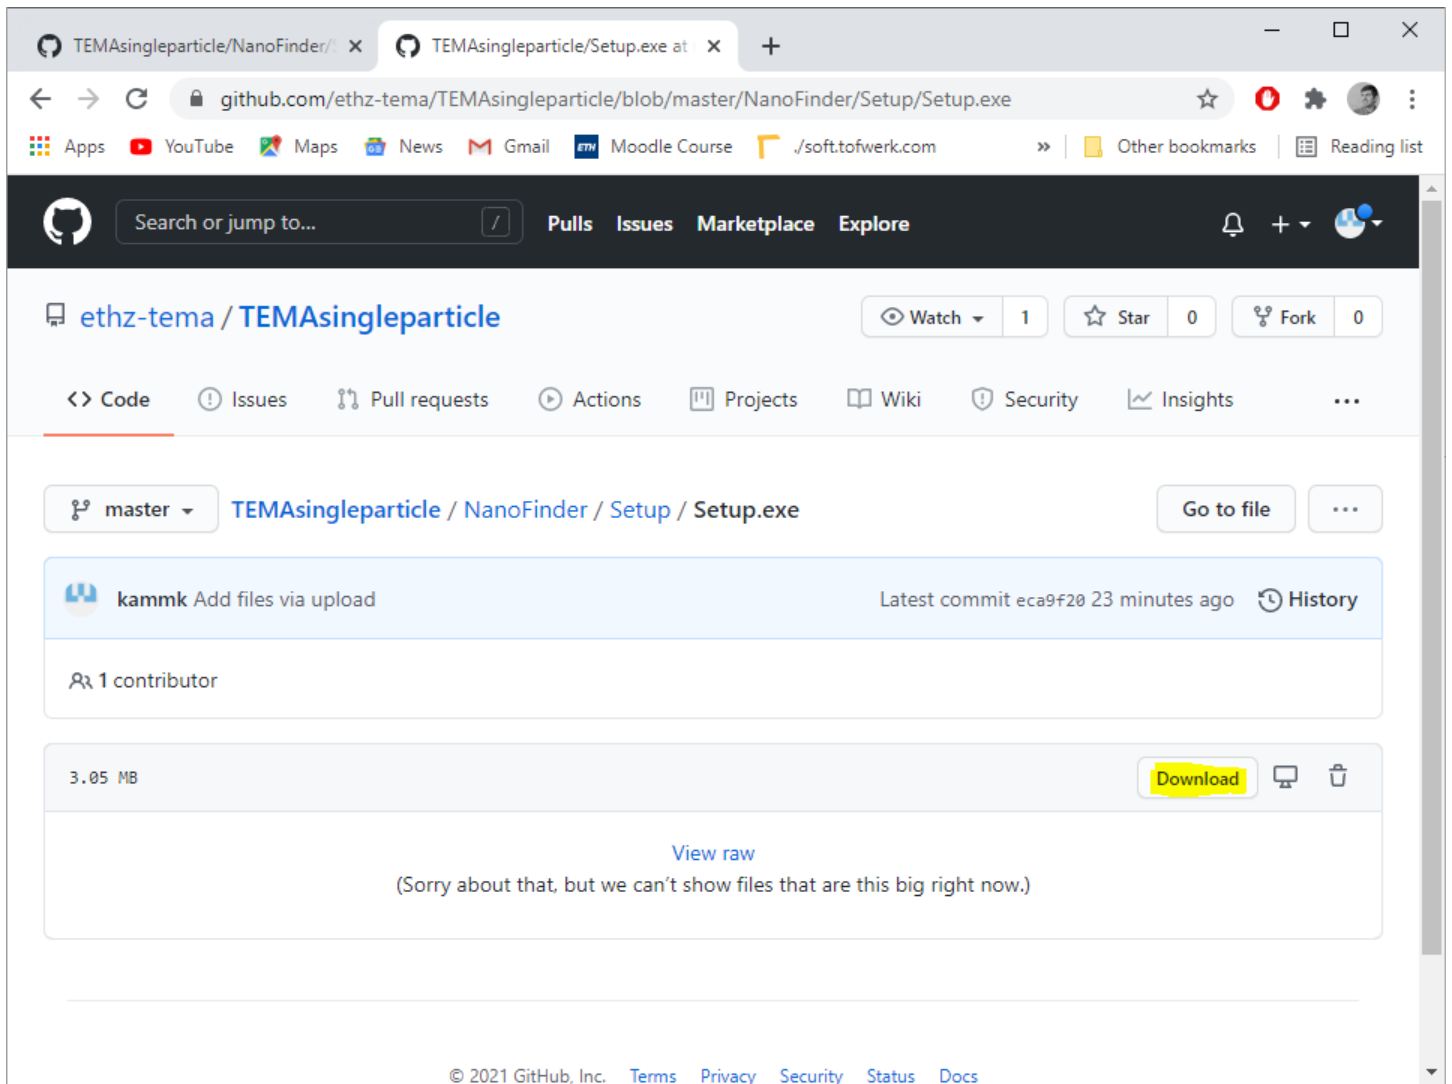 TEMAsingleparticle/NanoFinder/
TEMAsingleparticle/Setup.exe at
github.com/ethz-tema/TEMAsingleparticle/blob/master/NanoFinder/Setup/Setup.exe
Apps YouTube Maps News Gmail ETH Moodle Course ./soft.tofwerk.com » Other bookmarks Reading list
Search or jump to... / Pulls Issues Marketplace Explore
ethz-tema / TEMAsingleparticle Watch 1 Star 0 Fork 0
<> Code Issues Pull requests Actions Projects Wiki Security Insights ...
master TEMAsingleparticle / NanoFinder / Setup / Setup.exe Go to file ...
kammk Add files via upload Latest commit eca9f20 23 minutes ago History
1 contributor
3.05 MB Download
View raw
(Sorry about that, but we can’t show files that are this big right now.)
© 2021 GitHub, Inc. Terms Privacy Security Status Docs